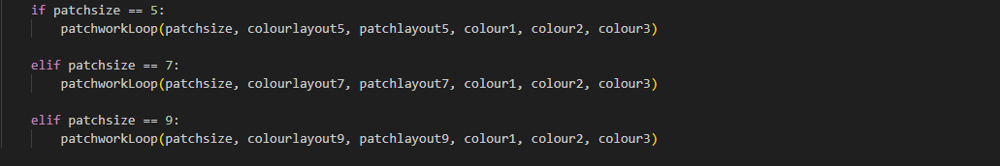 if patchsize == 5:
patchworkLoop(patchsize, colourlayout5, patchlayout5, colour1, colour2, colour3)
elif patchsize == 7:
patchworkLoop(patchsize, colourlayout7, patchlayout7, colour1, colour2, colour3)
elif patchsize == 9:
patchworkLoop(patchsize, colourlayout9, patchlayout9, colour1, colour2, colour3)